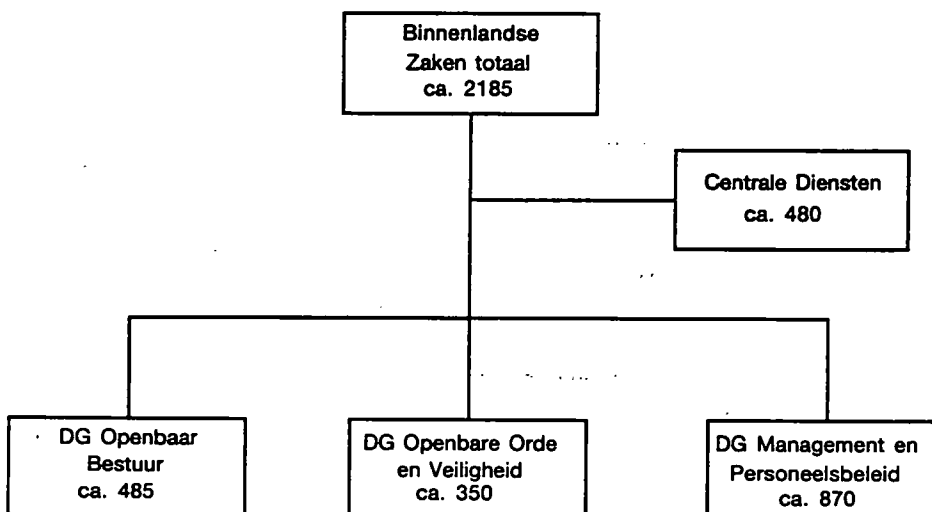 Binnenlandse
Zaken totaal
ca. 2185
Centrale Diensten
ca. 480
DG Openbaar
Bestuur
ca. 485
DG Openbare Orde
en Veiligheid
ca. 350
DG Management en
Personeelsbeleid
ca. 870